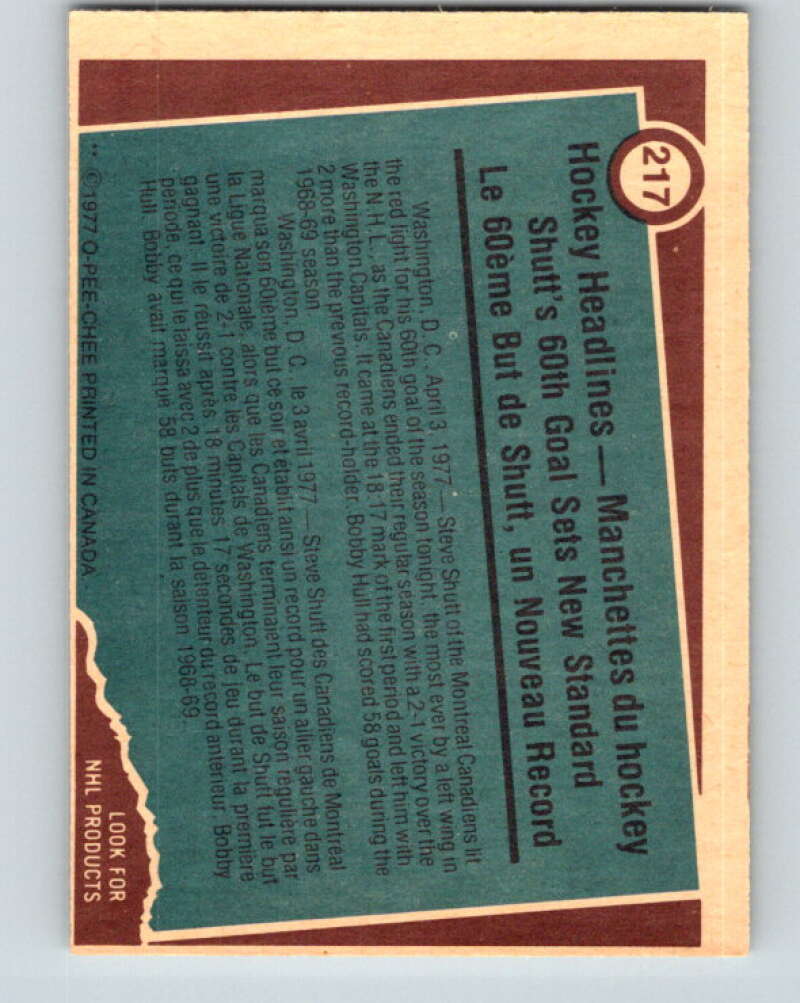 217
Hockey Headlines — Manchettes du hockey
Shutt's 60th Goal Sets New Standard
Le 60ème But de Shutt, un Nouveau Record
Washington, D.C., April 3, 1977 — Steve Shutt of the Montreal Canadiens lit
the red light for his 60th goal of the season tonight, the most ever by a left wing in
the N.H.L., as the Canadiens ended their regular season with a 2-1 victory over the
Washington Capitals. It came at the 18-17 mark of the first period and left him with
2 more than the previous record-holder, Bobby Hull had scored 58 goals during the
1968-69 season.
Washington, D.C., le 3 avril 1977 — Steve Shutt des Canadiens de Montréal
marqua son 60ième but ce soir et établit ainsi un record pour un ailier gauche dans
la Ligue Nationale, alors que les Canadiens terminaient leur saison régulière par
une victoire de 2-1 contre les Capitals de Washington. Le but de Shutt fut le but
gagnant. Il le réussit après 18 minutes 17 secondes de jeu durant la première
période, ce qui le laissa avec 2 de plus que le détenteur du record antérieur, Bobby
Hull. Bobby avait marqué 58 buts durant la saison 1968-69.
** ©1977 O-PEE-CHEE PRINTED IN CANADA
LOOK FOR
NHL PRODUCTS